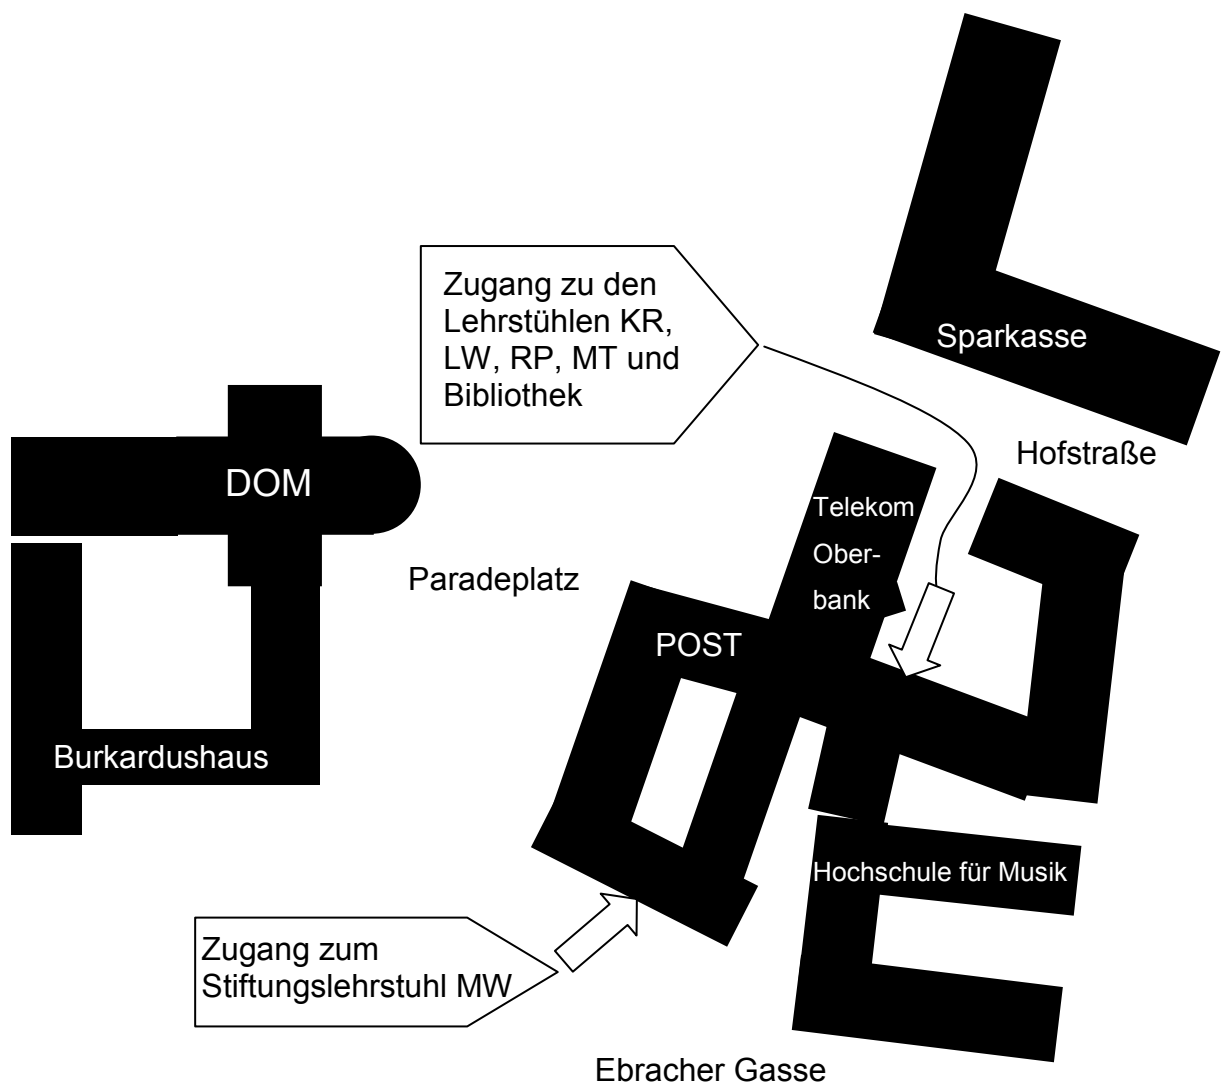 Zugang zu den
Lehrstühlen KR,
LW, RP, MT und
Bibliothek
Sparkasse
Hofstraße
DOM
Telekom
Ober-
bank
Paradeplatz
POST
Burkardushaus
Hochschule für Musik
Zugang zum
Stiftungslehrstuhl MW
Ebracher Gasse